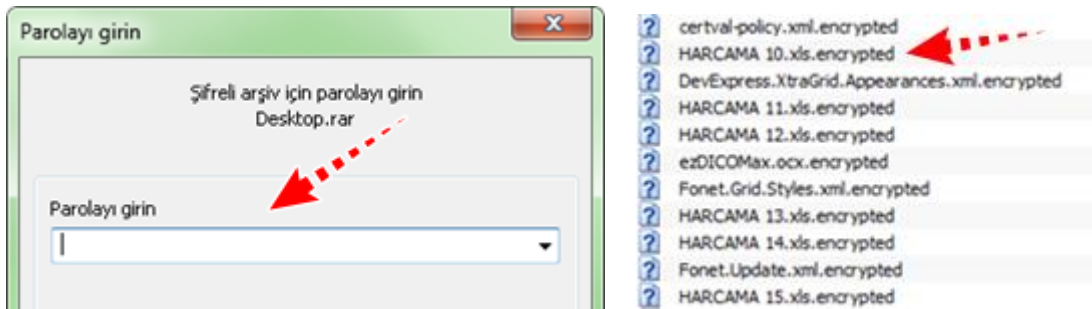 Parolayı girin
Şifreli arşiv için parolayı girin
Desktop.rar
Parolayı girin
certval-policy.xml.encrypted
HARCAMA 10.xls.encrypted
DevExpress.XtraGrid.Appearances.xml.encrypted
HARCAMA 11.xls.encrypted
HARCAMA 12.xls.encrypted
ezDICOMax.ocx.encrypted
Fonet.Grid.Styles.xml.encrypted
HARCAMA 13.xls.encrypted
HARCAMA 14.xls.encrypted
Fonet.Update.xml.encrypted
HARCAMA 15.xls.encrypted